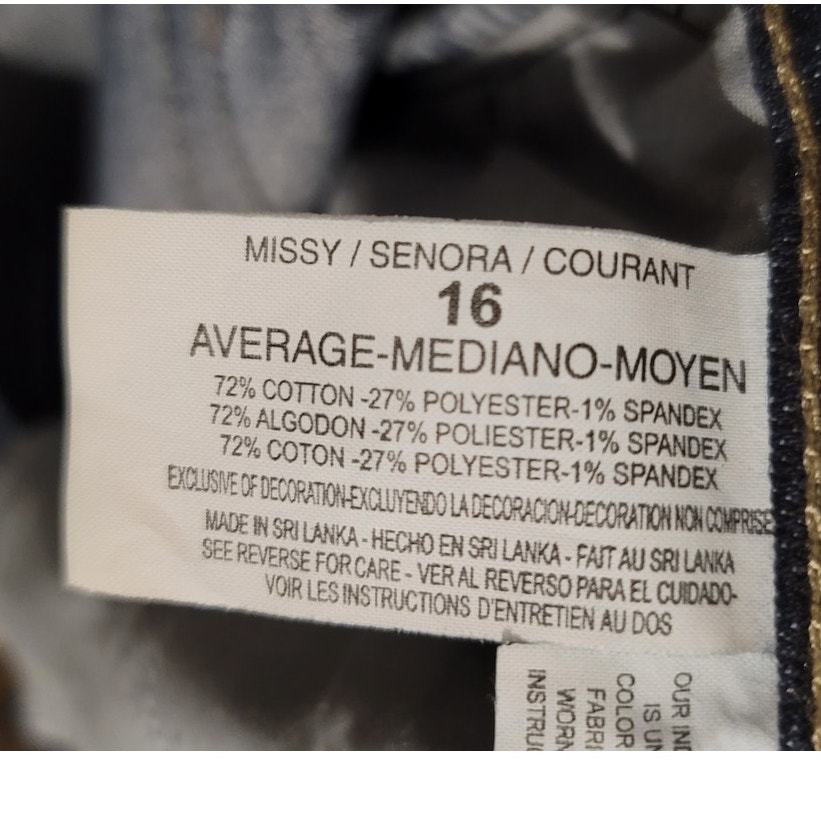 MISSY / SENORA / COURANT
16
AVERAGE-MEDIANO-MOYEN
72% COTTON -27% POLYESTER-1% SPANDEX
72% ALGODON -27% POLIESTER-1% SPANDEX
72% COTON -27% POLYESTER-1% SPANDEX
EXCLUSIVE OF DECORATION-EXCLUYENDO LA DECORACION-DECORATION NON COMPRISE
MADE IN SRI LANKA - HECHO EN SRI LANKA - FAIT AU SRI LANKA
SEE REVERSE FOR CARE - VER AL REVERSO PARA EL CUIDADO-
VOIR LES INSTRUCTIONS D'ENTRETIEN AU DOS
OUR
IS
COLOR